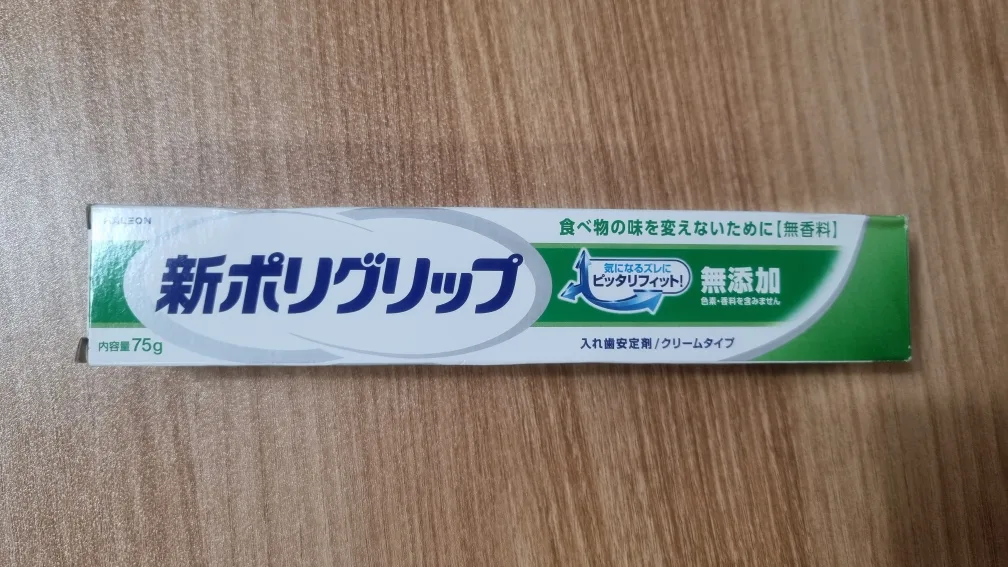 HALEON
新ポリグリップ
内容量75g
食べ物の味を変えないために【無香料】
気になるズレに
ピッタリフィット!
無添加
色素・香料を含みません
入れ歯安定剤/クリームタイプ